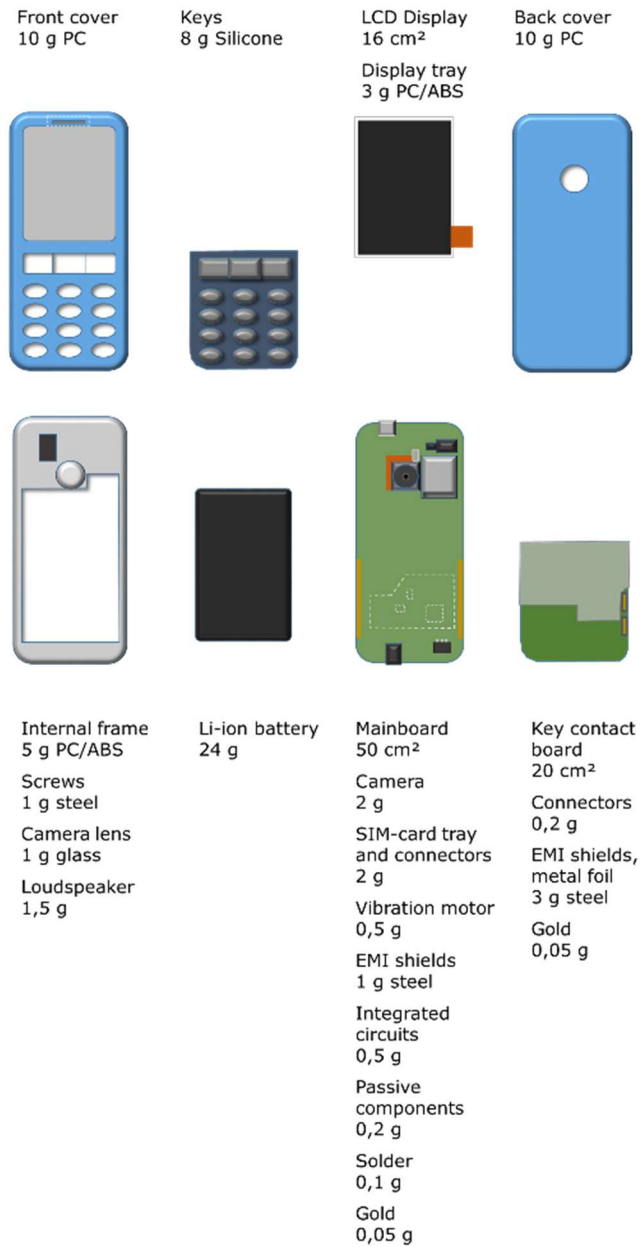 Front cover
10 g PC
Keys
8 g Silicone
LCD Display
16 cm²
Display tray
3 g PC/ABS
Back cover
10 g PC
Internal frame
5 g PC/ABS
Screws
1 g steel
Camera lens
1 g glass
Loudspeaker
1,5 g
Li-ion battery
24 g
Mainboard
50 cm²
Camera
2 g
SIM-card tray
and connectors
2 g
Vibration motor
0,5 g
EMI shields
1 g steel
Integrated
circuits
0,5 g
Passive
components
0,2 g
Solder
0,1 g
Gold
0,05 g
Key contact
board
20 cm²
Connectors
0,2 g
EMI shields,
metal foil
3 g steel
Gold
0,05 g